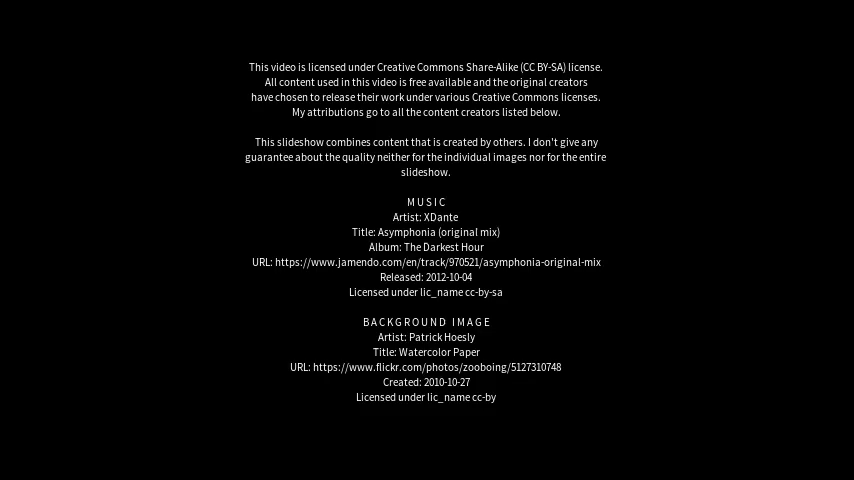 This video is licensed under Creative Commons Share-Alike (CC BY-SA) license.
All content used in this video is free available and the original creators
have chosen to release their work under various Creative Commons licenses.
My attributions go to all the content creators listed below.
This slideshow combines content that is created by others. I don't give any
guarantee about the quality neither for the individual images nor for the entire
slideshow.
MUSIC
Artist: XDante
Title: Asymphonia (original mix)
Album: The Darkest Hour
URL: https://www.jamendo.com/en/track/970521/asymphonia-original-mix
Released: 2012-10-04
Licensed under lic_name cc-by-sa
BACKGROUND IMAGE
Artist: Patrick Hoesly
Title: Watercolor Paper
URL: https://www.flickr.com/photos/zooboing/5127310748
Created: 2010-10-27
Licensed under lic_name cc-by